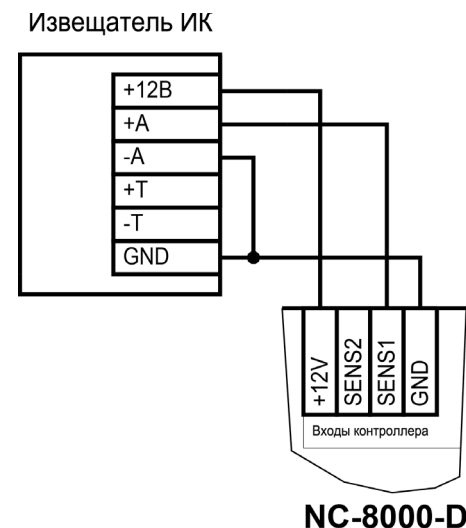 Извещатель ИК
+12В
+А
-А
+Т
-Т
GND
+12V
SENS2
SENS1
GND
Входы контроллера
NC-8000-D